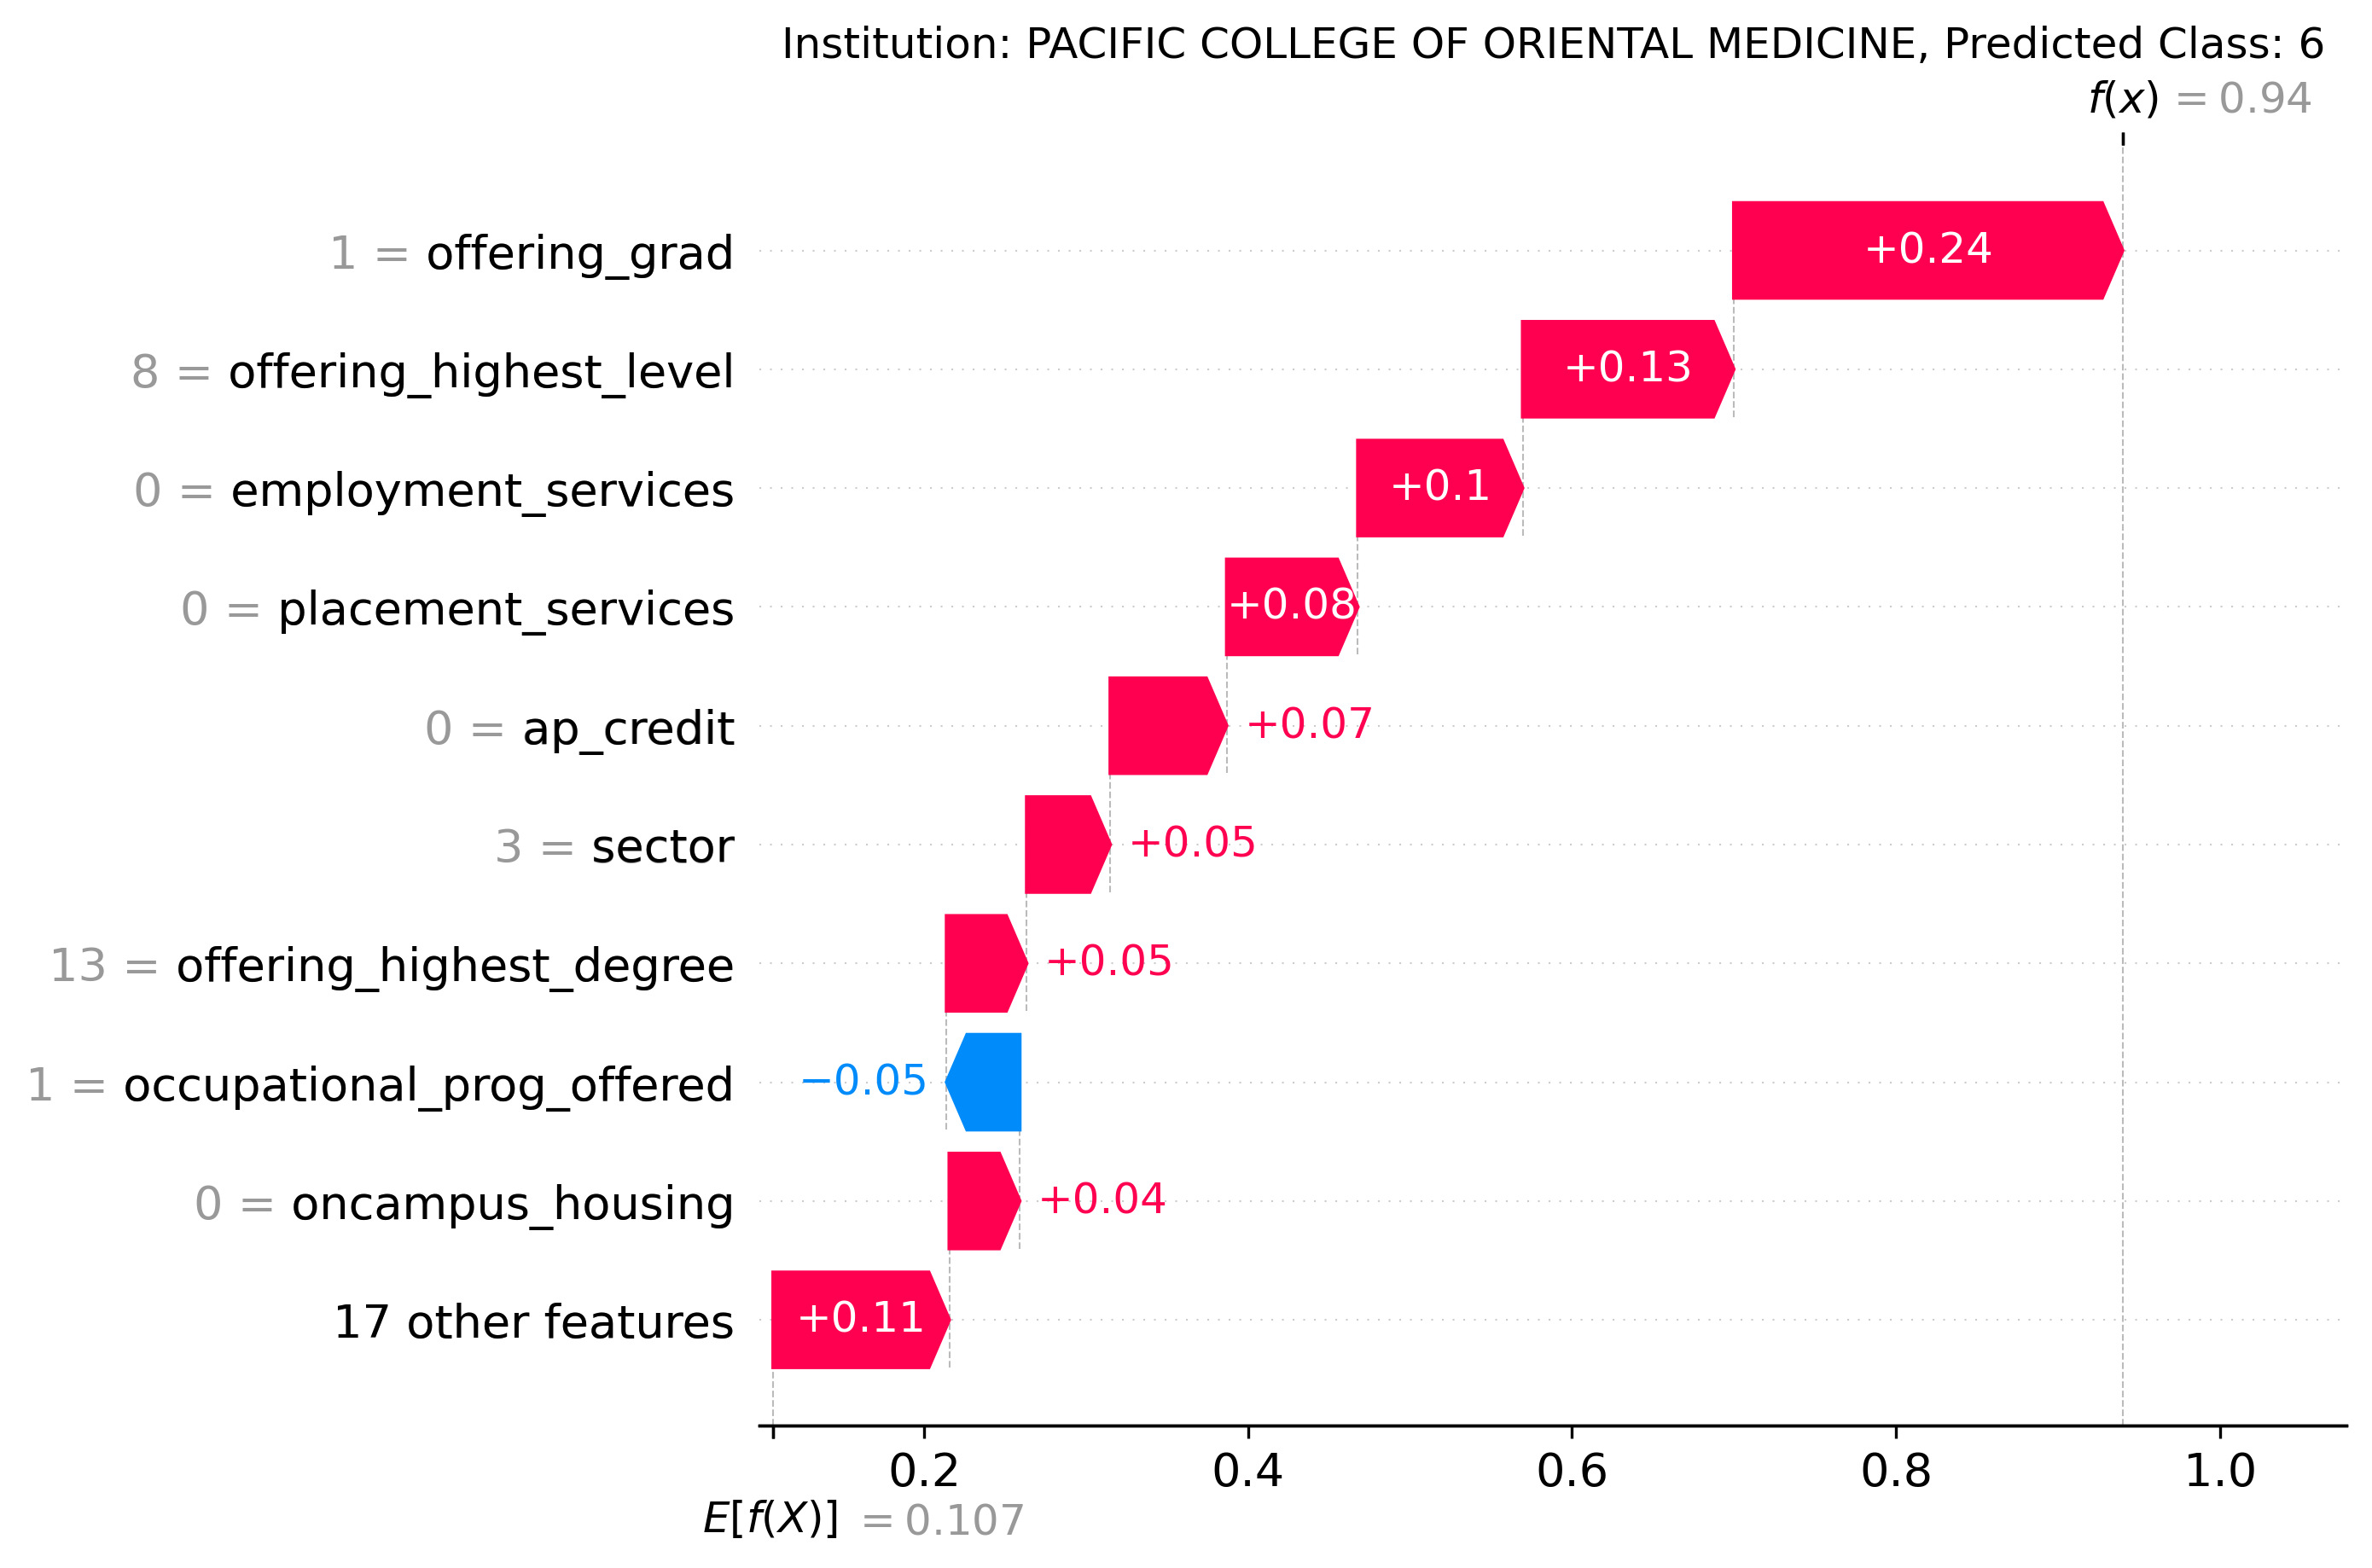 Institution: PACIFIC COLLEGE OF ORIENTAL MEDICINE, Predicted Class: 6
f(x) = 0.94
1 = offering_grad +0.24
8 = offering_highest_level +0.13
0 = employment_services +0.1
0 = placement_services +0.08
0 = ap_credit +0.07
3 = sector +0.05
13 = offering_highest_degree +0.05
1 = occupational_prog_offered −0.05
0 = oncampus_housing +0.04
17 other features +0.11
0.2 0.4 0.6 0.8 1.0
E[f(X)] = 0.107